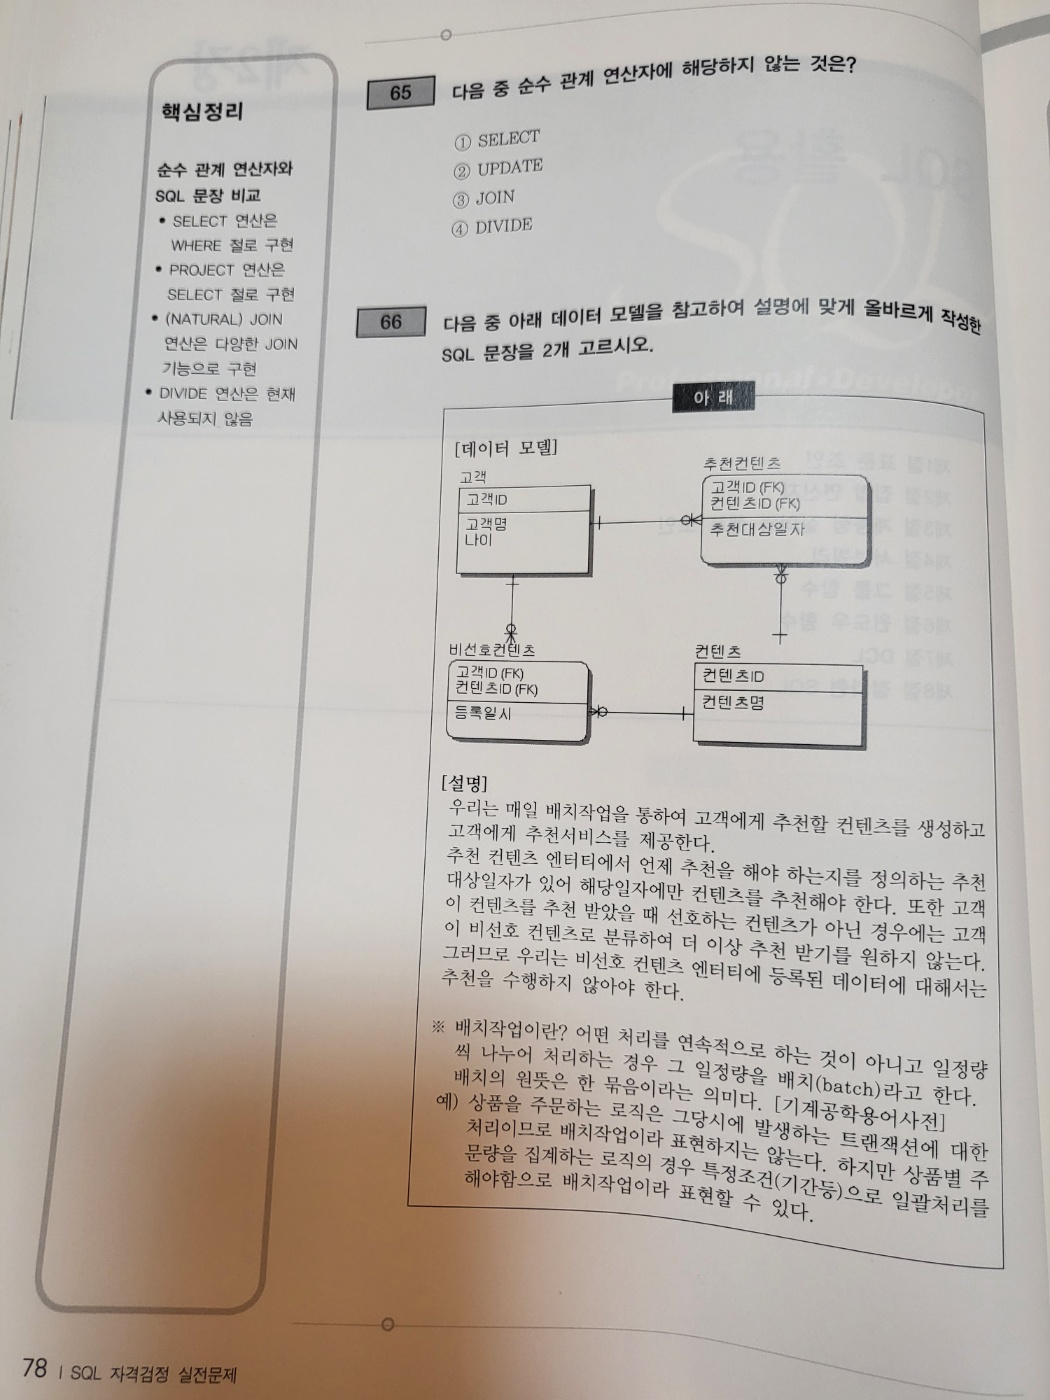 핵심정리
순수 관계 연산자와
SQL 문장 비교
• SELECT 연산은
WHERE 절로 구현
• PROJECT 연산은
SELECT 절로 구현
• (NATURAL) JOIN
연산은 다양한 JOIN
기능으로 구현
• DIVIDE 연산은 현재
사용되지 않음
65 다음 중 순수 관계 연산자에 해당하지 않는 것은?
① SELECT
② UPDATE
③ JOIN
④ DIVIDE
66 다음 중 아래 데이터 모델을 참고하여 설명에 맞게 올바르게 작성한
SQL 문장을 2개 고르시오.
아 래
[데이터 모델]
고객
고객ID
고객명
나이
추천컨텐츠
고객ID (FK)
컨텐츠ID (FK)
추천대상일자
비선호컨텐츠
고객ID (FK)
컨텐츠ID (FK)
등록일시
컨텐츠
컨텐츠ID
컨텐츠명
[설명]
우리는 매일 배치작업을 통하여 고객에게 추천할 컨텐츠를 생성하고
고객에게 추천서비스를 제공한다.
추천 컨텐츠 엔터티에서 언제 추천을 해야 하는지를 정의하는 추천
대상일자가 있어 해당일자에만 컨텐츠를 추천해야 한다. 또한 고객
이 컨텐츠를 추천 받았을 때 선호하는 컨텐츠가 아닌 경우에는 고객
이 비선호 컨텐츠로 분류하여 더 이상 추천 받기를 원하지 않는다.
그러므로 우리는 비선호 컨텐츠 엔터티에 등록된 데이터에 대해서는
추천을 수행하지 않아야 한다.
※ 배치작업이란? 어떤 처리를 연속적으로 하는 것이 아니고 일정량
씩 나누어 처리하는 경우 그 일정량을 배치(batch)라고 한다.
배치의 원뜻은 한 묶음이라는 의미다. [기계공학용어사전]
예) 상품을 주문하는 로직은 그당시에 발생하는 트랜잭션에 대한
처리이므로 배치작업이라 표현하지는 않는다. 하지만 상품별 주
문량을 집계하는 로직의 경우 특정조건(기간등)으로 일괄처리를
해야함으로 배치작업이라 표현할 수 있다.
78 | SQL 자격검정 실전문제